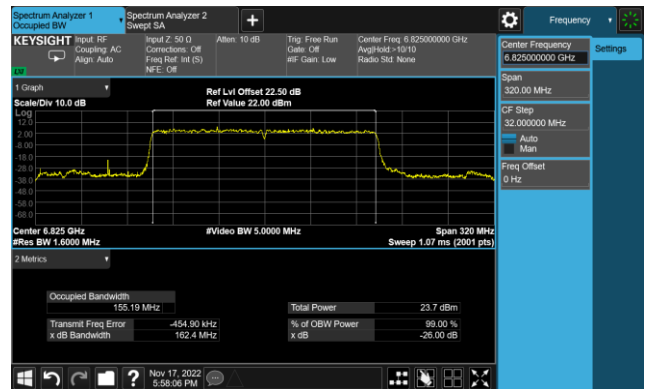 Spectrum Analyzer 1
Occupied BW
Spectrum Analyzer 2
Swept SA
Frequency
KEYSIGHT
Input: RF
Coupling: AC
Align: Auto
Input Z: 50 Ω
Corrections: Off
Freq Ref: Int (S)
NFE: Off
Atten: 10 dB
Trig: Free Run
Gate: Off
#IF Gain: Low
Center Freq: 6.825000000 GHz
Avg|Hold:>10/10
Radio Std: None
Center Frequency
6.825000000 GHz
Settings
Span
320.00 MHz
CF Step
32.000000 MHz
Auto
Man
Freq Offset
0 Hz
1 Graph
Scale/Div 10.0 dB
Ref Lvl Offset 22.50 dB
Ref Value 22.00 dBm
Log
12.0
2.00
-8.00
-18.0
-28.0
-38.0
-48.0
-58.0
-68.0
Center 6.825 GHz
#Video BW 5.0000 MHz
Span 320 MHz
#Res BW 1.6000 MHz
Sweep 1.07 ms (2001 pts)
2 Metrics
Occupied Bandwidth
155.19 MHz
Total Power
23.7 dBm
Transmit Freq Error
-454.90 kHz
% of OBW Power
99.00 %
x dB Bandwidth
162.4 MHz
x dB
-26.00 dB
Nov 17, 2022
5:58:06 PM